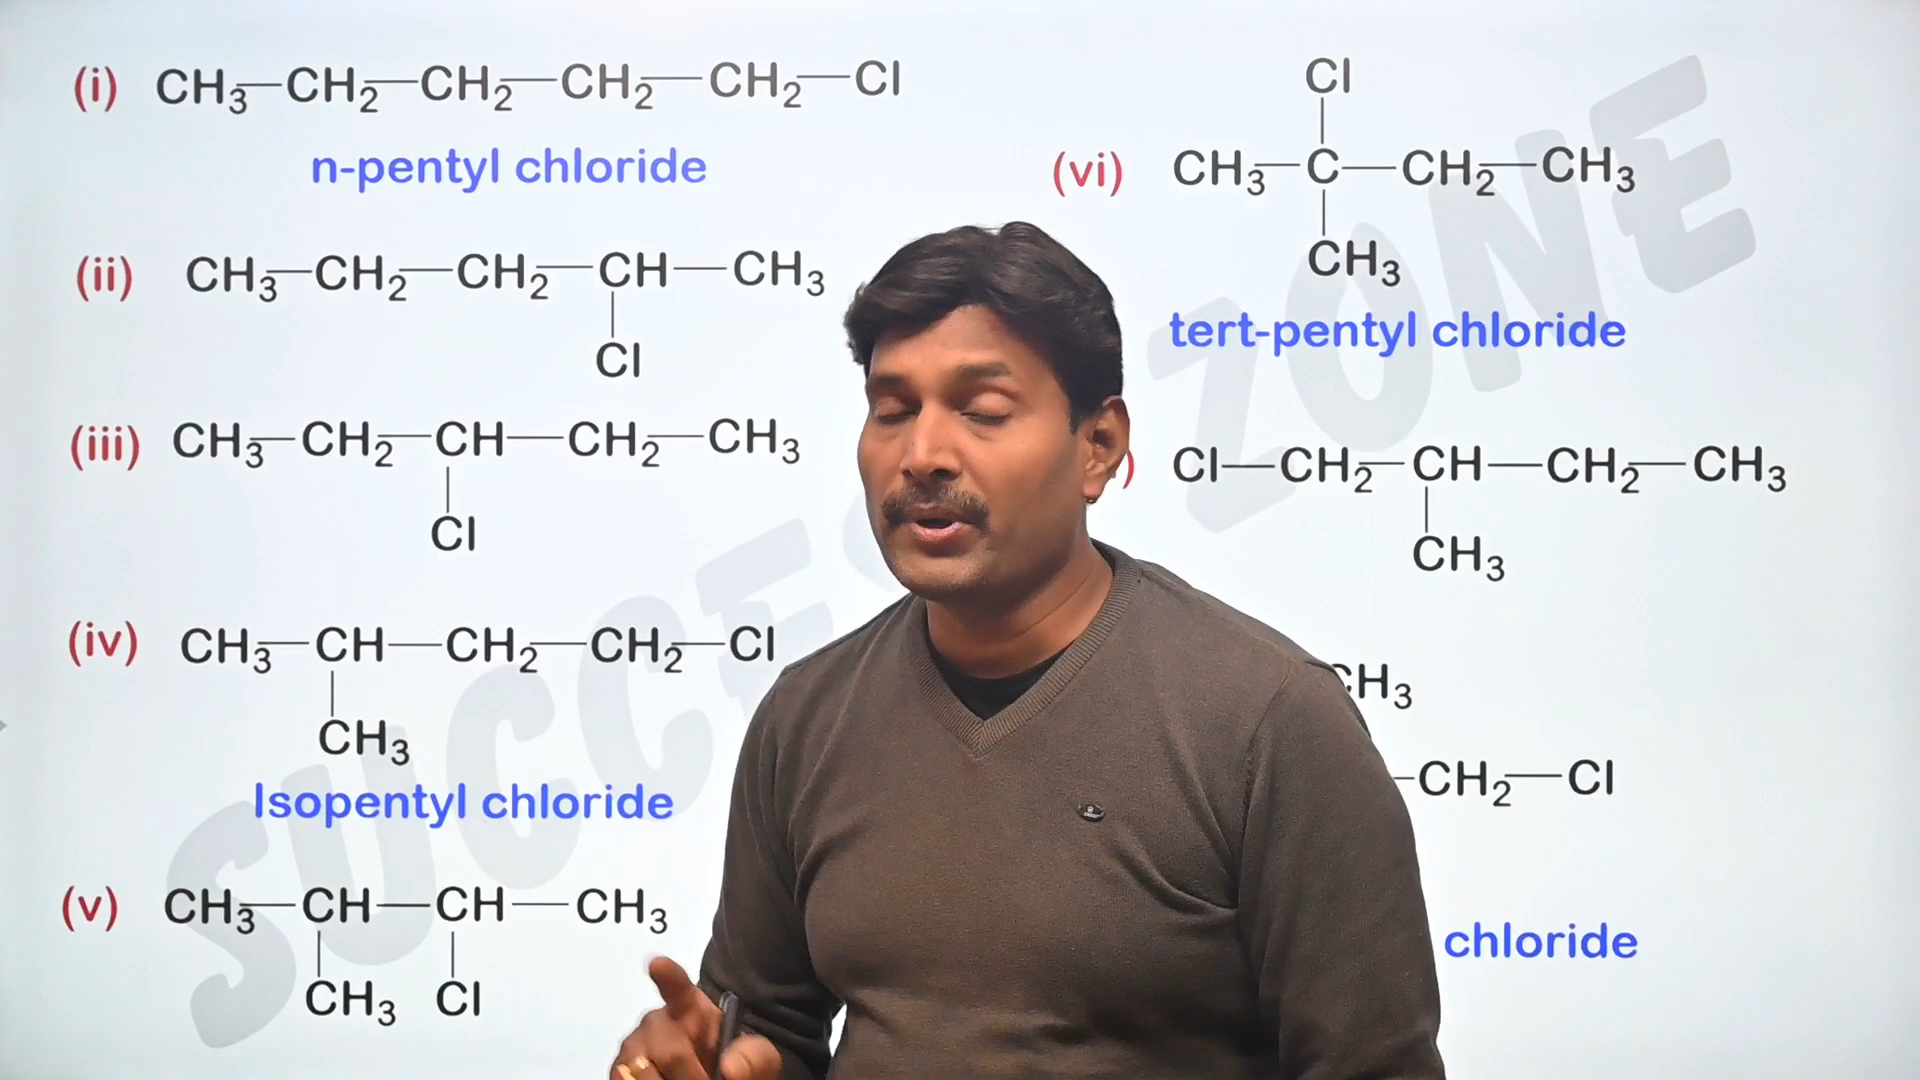 (i) CH3—CH2—CH2—CH2—CH2—Cl
n-pentyl chloride
(ii) CH3—CH2—CH2—CH—CH3
Cl
(iii) CH3—CH2—CH—CH2—CH3
Cl
(iv) CH3—CH—CH2—CH2—Cl
CH3
Isopentyl chloride
(v) CH3—CH—CH—CH3
CH3 Cl
Cl
(vi) CH3—C—CH2—CH3
CH3
tert-pentyl chloride
) Cl—CH2—CH—CH2—CH3
CH3
CH3
—CH2—Cl
chloride
ZONE